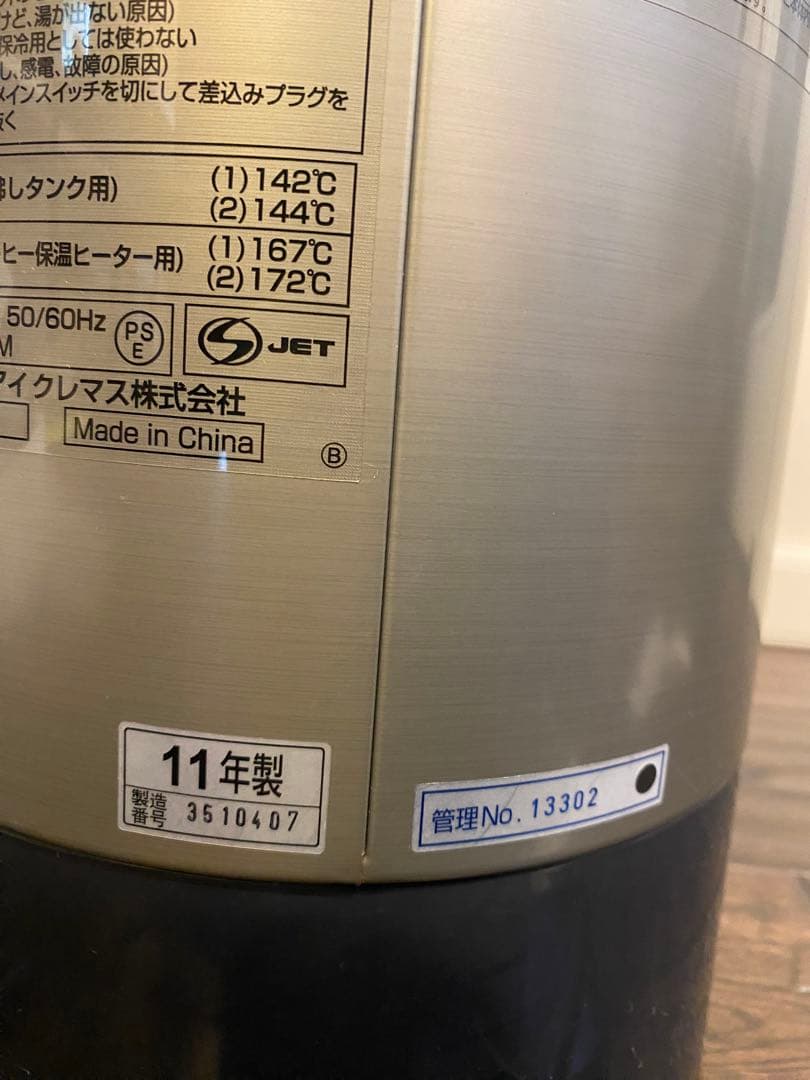 けど、湯が出ない原因)
保冷用としては使わない
し、感電、故障の原因)
メインスイッチを切にして差込みプラグを
く
しタンク用) (1)142℃
(2)144℃
ヒー保温ヒーター用) (1)167℃
(2)172℃
50/60Hz
PS
E
JET
M
アイクレマス株式会社
Made in China
B
11年製
製造
番号 3510407
管理No. 13302